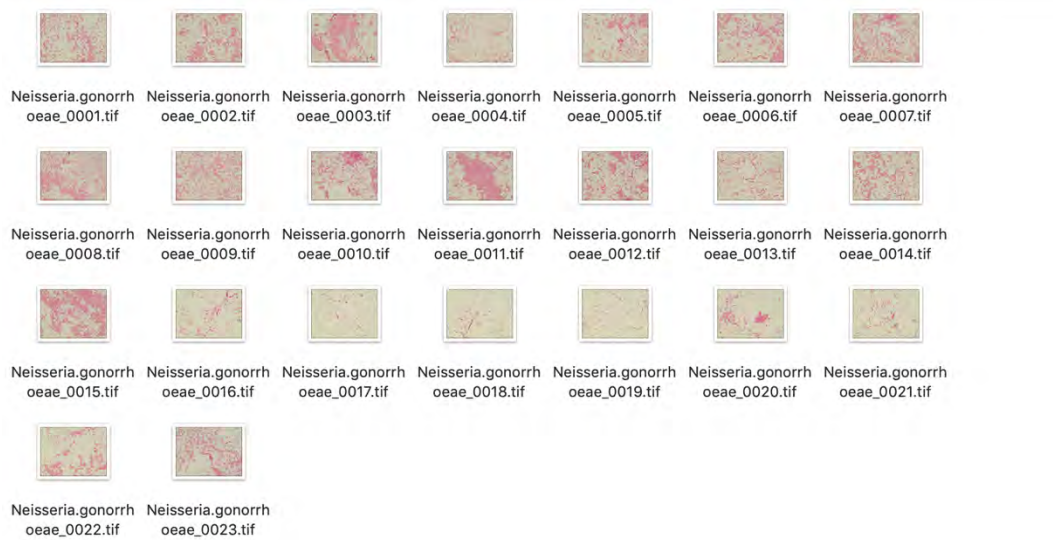 Neisseria.gonorrh Neisseria.gonorrh Neisseria.gonorrh Neisseria.gonorrh Neisseria.gonorrh Neisseria.gonorrh Neisseria.gonorrh
oeae_0001.tif oeae_0002.tif oeae_0003.tif oeae_0004.tif oeae_0005.tif oeae_0006.tif oeae_0007.tif
Neisseria.gonorrh Neisseria.gonorrh Neisseria.gonorrh Neisseria.gonorrh Neisseria.gonorrh Neisseria.gonorrh Neisseria.gonorrh
oeae_0008.tif oeae_0009.tif oeae_0010.tif oeae_0011.tif oeae_0012.tif oeae_0013.tif oeae_0014.tif
Neisseria.gonorrh Neisseria.gonorrh Neisseria.gonorrh Neisseria.gonorrh Neisseria.gonorrh Neisseria.gonorrh Neisseria.gonorrh
oeae_0015.tif oeae_0016.tif oeae_0017.tif oeae_0018.tif oeae_0019.tif oeae_0020.tif oeae_0021.tif
Neisseria.gonorrh Neisseria.gonorrh
oeae_0022.tif oeae_0023.tif